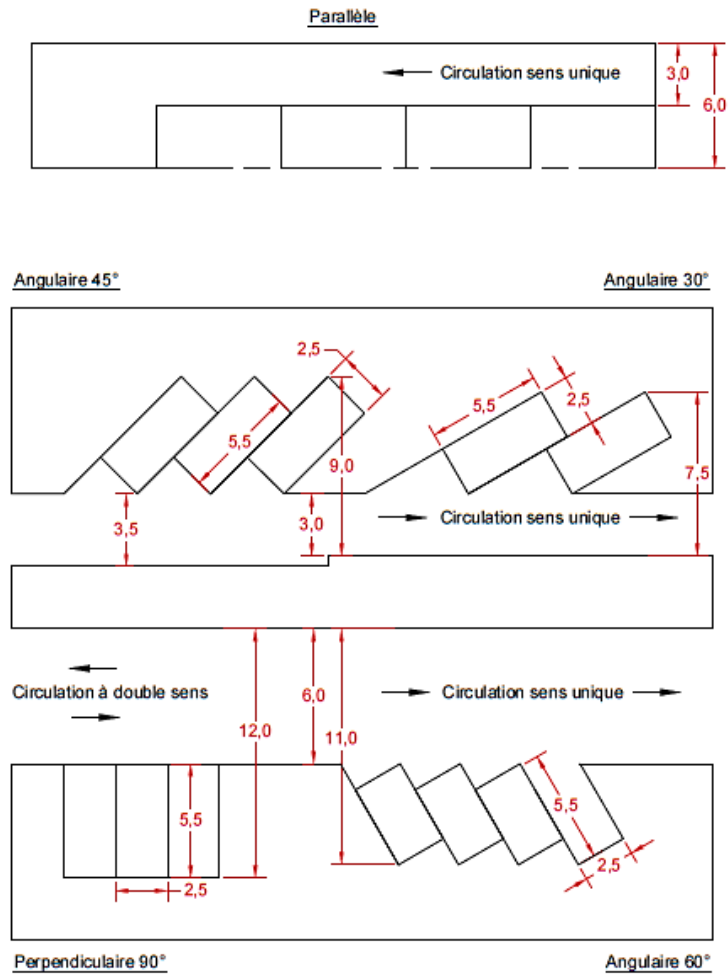 Parallèle
Circulation sens unique
3,0
6,0
Angulaire 45°
Angulaire 30°
2,5
5,5
2,5
5,5
9,0
7,5
3,5
3,0
Circulation sens unique
Circulation à double sens
6,0
Circulation sens unique
12,0
11,0
5,5
5,5
2,5
2,5
Perpendiculaire 90°
Angulaire 60°